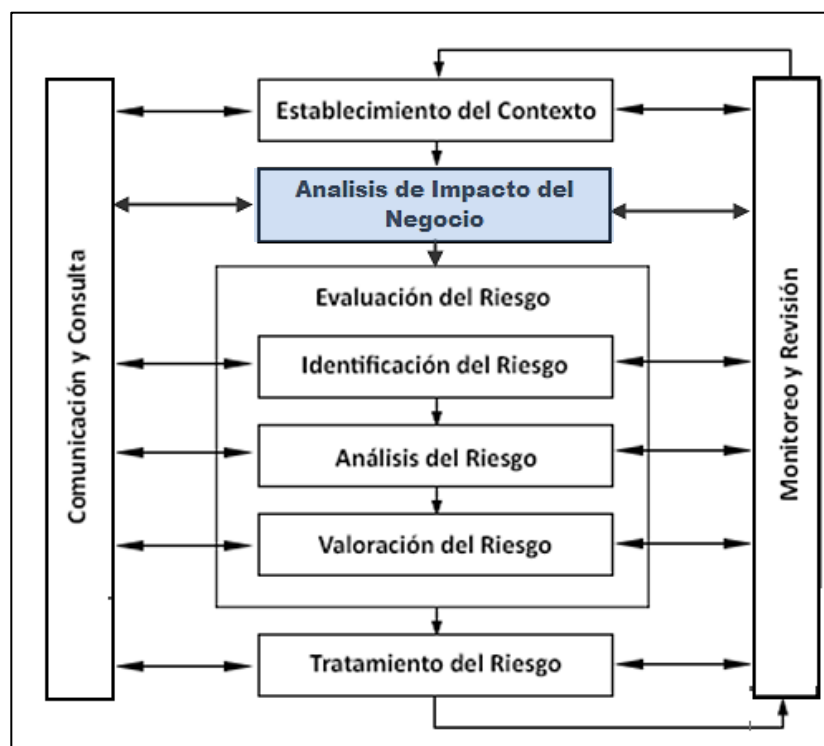 Establecimiento del Contexto
Analisis de Impacto del
Negocio
Evaluación del Riesgo
Identificación del Riesgo
Análisis del Riesgo
Valoración del Riesgo
Tratamiento del Riesgo
Comunicación y Consulta
Monitoreo y Revisión